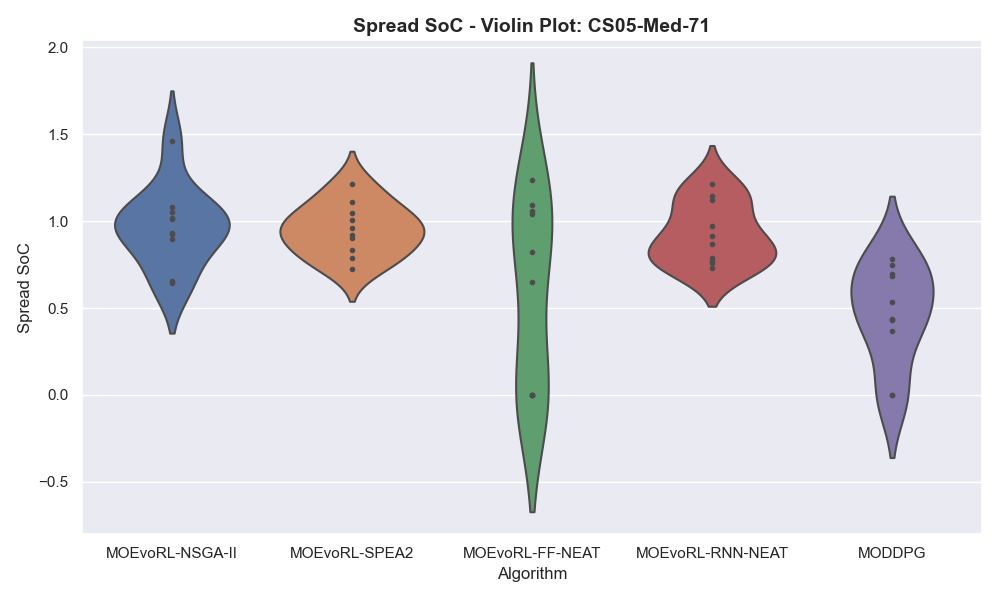 Spread SoC - Violin Plot: CS05-Med-71
Spread SoC
2.0
1.5
1.0
0.5
0.0
−0.5
MOEvoRL-NSGA-II
MOEvoRL-SPEA2
MOEvoRL-FF-NEAT
MOEvoRL-RNN-NEAT
MODDPG
Algorithm